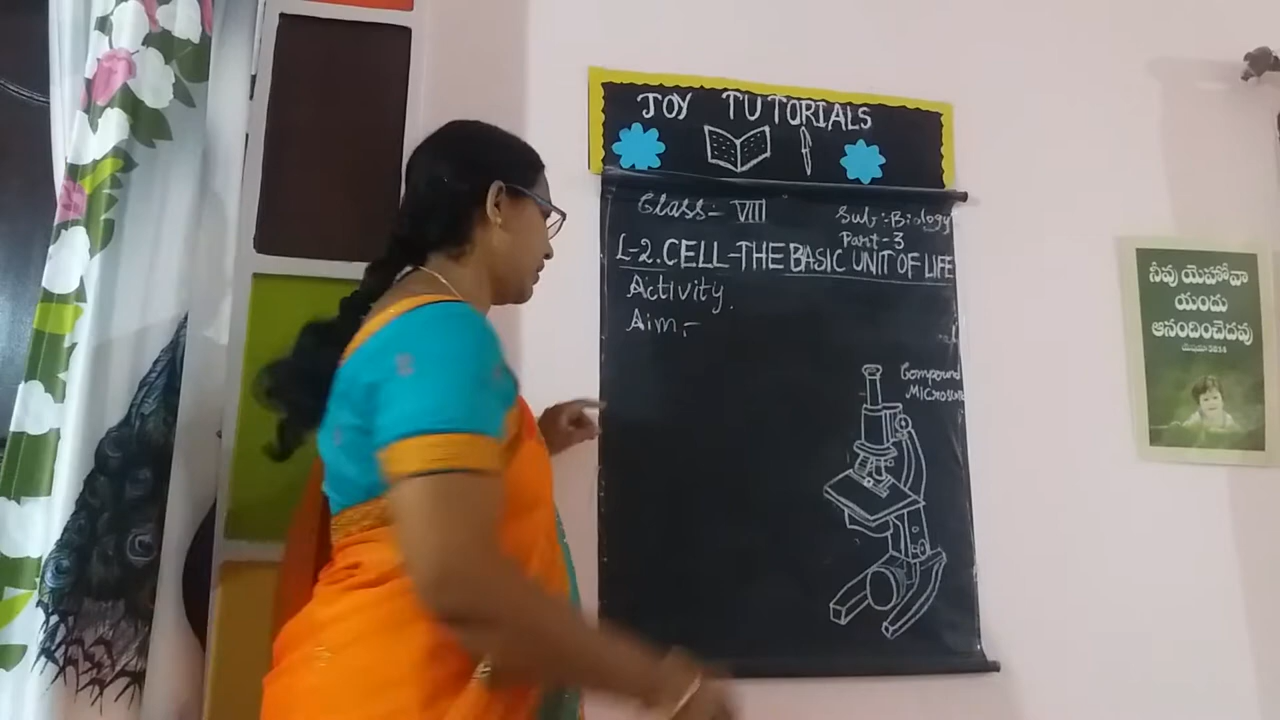 JOY TUTORIALS
Class:- VIII
Sub:-Biology
Part-3
L-2. CELL-THE BASIC UNIT OF LIFE
Activity.
Aim:-
Compound
నీవు యెహోవా
యందు
ఆనందించెదవు